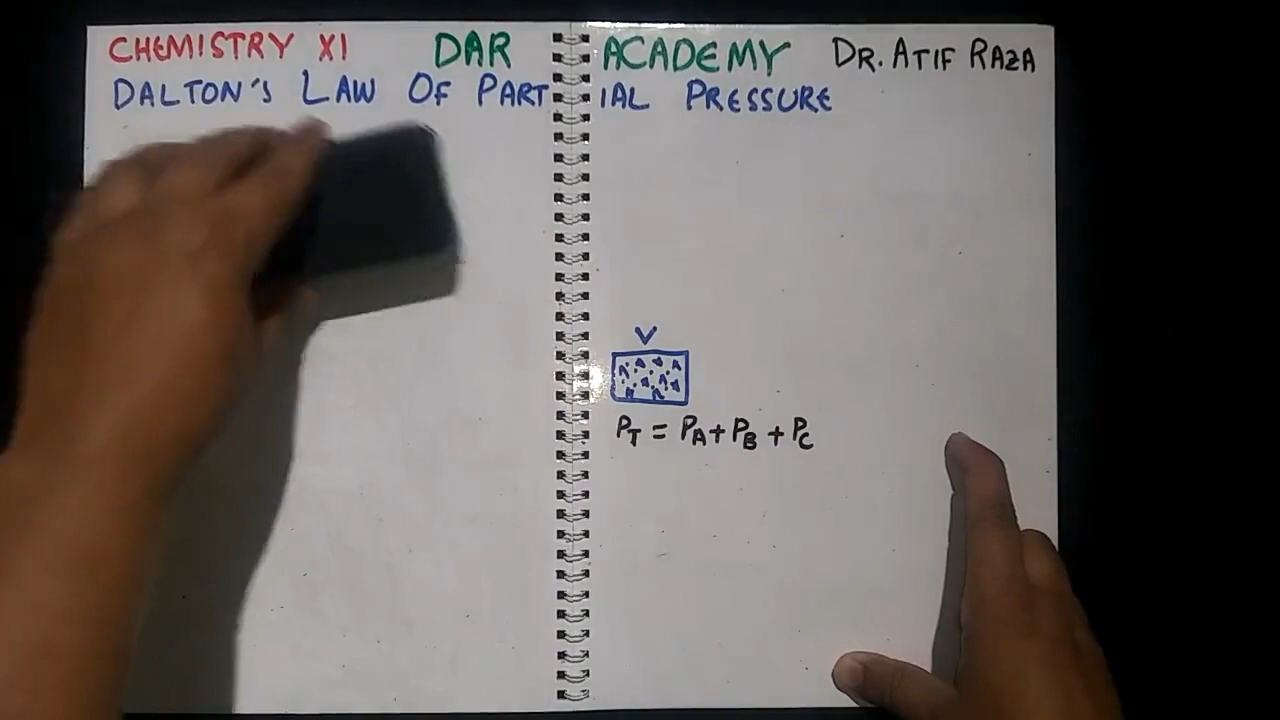 CHEMISTRY XI DAR ACADEMY DR. ATIF RAZA
DALTON'S LAW OF PARTIAL PRESSURE
V
PT = PA + PB + PC